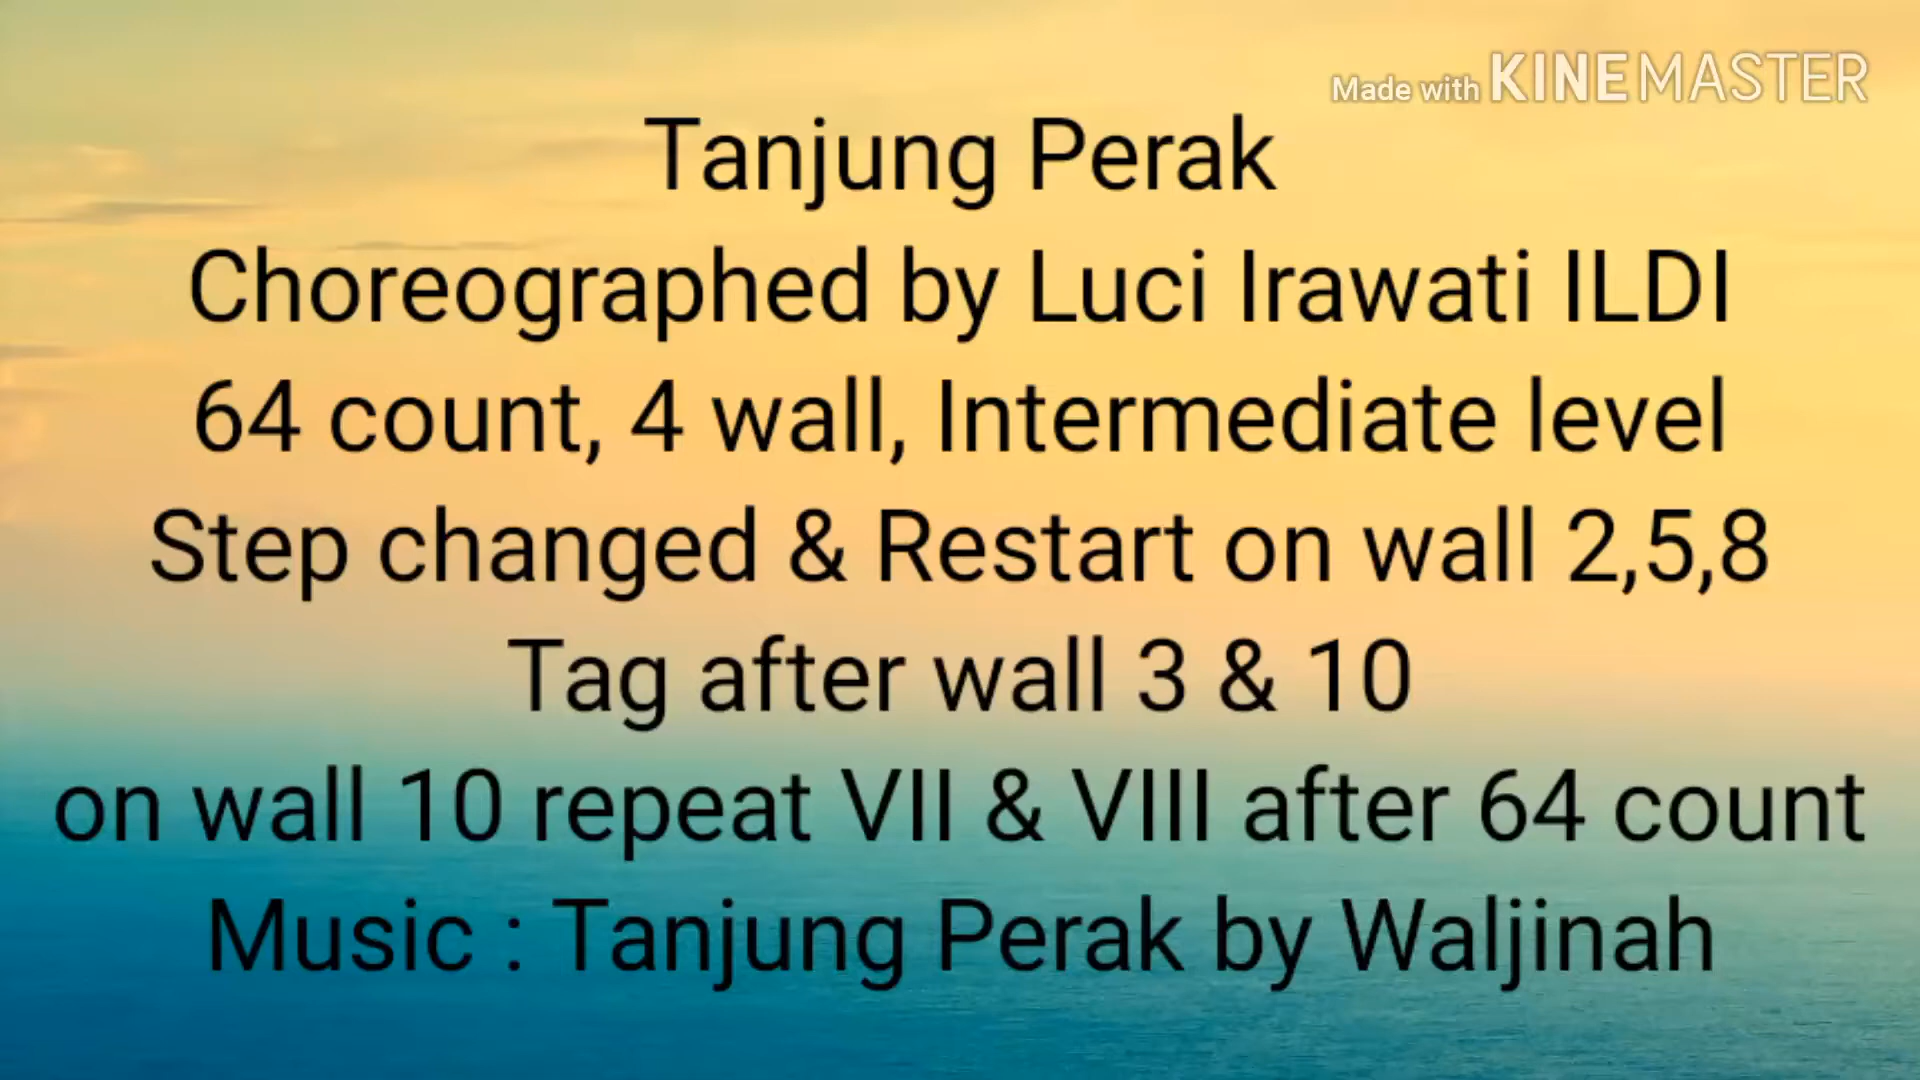 Made with KINEMASTER
Tanjung Perak
Choreographed by Luci Irawati ILDI
64 count, 4 wall, Intermediate level
Step changed & Restart on wall 2,5,8
Tag after wall 3 & 10
on wall 10 repeat VII & VIII after 64 count
Music : Tanjung Perak by Waljinah